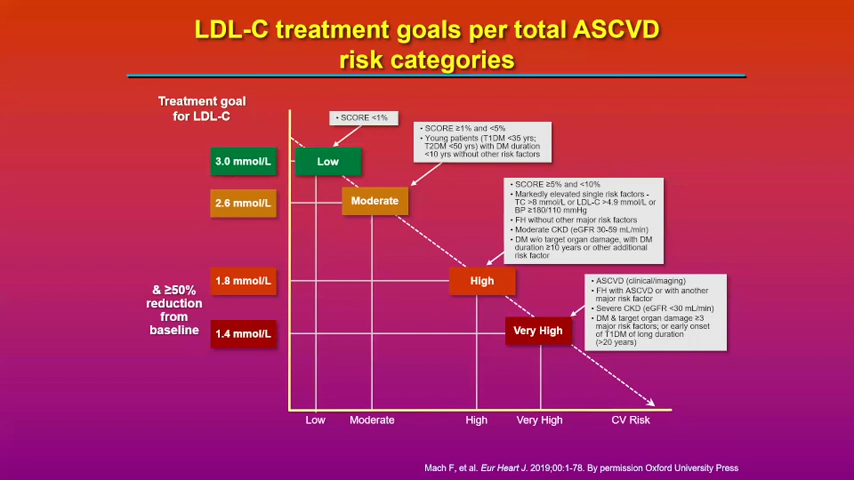 LDL-C treatment goals per total ASCVD
risk categories
Treatment goal
for LDL-C
3.0 mmol/L
2.6 mmol/L
1.8 mmol/L
1.4 mmol/L
& ≥50%
reduction
from
baseline
Low
Moderate
High
Very High
• SCORE <1%
• SCORE ≥1% and <5%
• Young patients (T1DM <35 yrs;
T2DM <50 yrs) with DM duration
<10 yrs without other risk factors
• SCORE ≥5% and <10%
• Markedly elevated single risk factors -
TC >8 mmol/L or LDL-C >4.9 mmol/L or
BP ≥180/110 mmHg
• FH without other major risk factors
• Moderate CKD (eGFR 30-59 mL/min)
• DM w/o target organ damage, with DM
duration ≥10 years or other additional
risk factor
• ASCVD (clinical/imaging)
• FH with ASCVD or with another
major risk factor
• Severe CKD (eGFR <30 mL/min)
• DM & target organ damage ≥3
major risk factors; or early onset
of T1DM of long duration
(>20 years)
Low
Moderate
High
Very High
CV Risk
Mach F, et al. Eur Heart J. 2019;00:1-78. By permission Oxford University Press